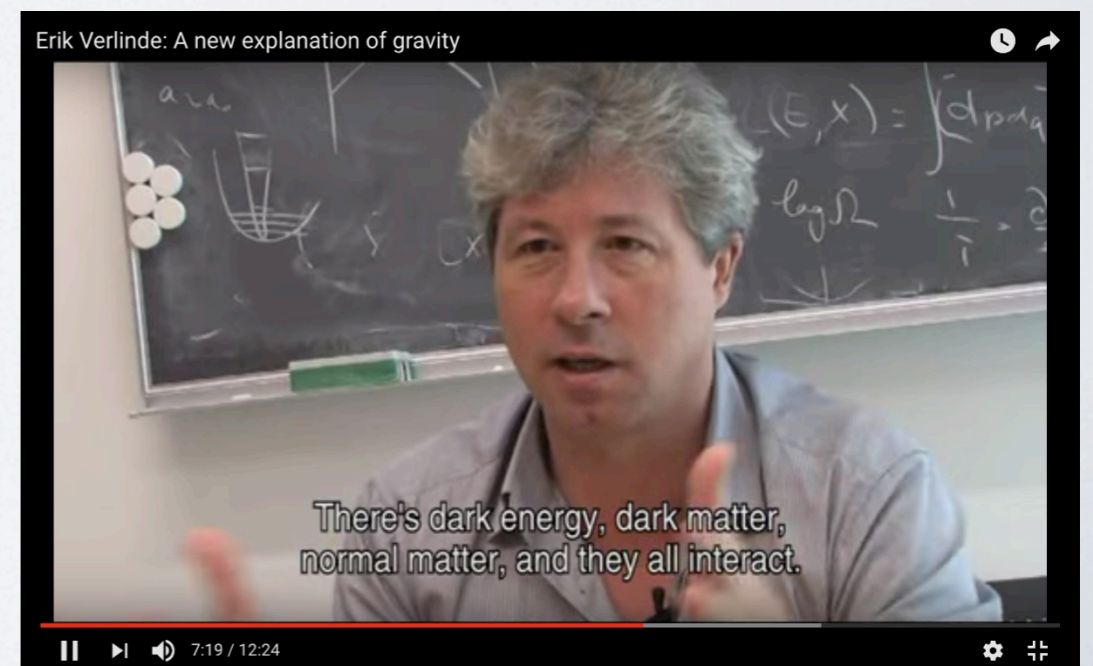 Erik Verlinde: A new explanation of gravity
L(E,x) = ∫dpdq
log Ω
There's dark energy, dark matter,
normal matter, and they all interact.
7:19 / 12:24